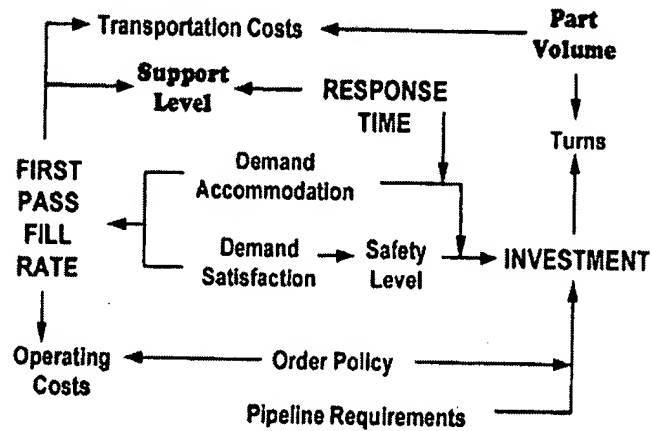 Transportation Costs
Part
Volume
Support
Level
RESPONSE
TIME
Turns
FIRST
PASS
FILL
RATE
Demand
Accommodation
Demand
Satisfaction
Safety
Level
INVESTMENT
Operating
Costs
Order Policy
Pipeline Requirements